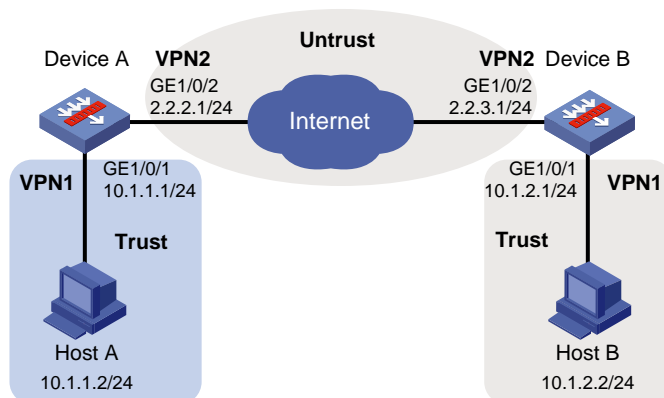 Untrust
Device A
VPN2
VPN2
Device B
GE1/0/2
2.2.2.1/24
GE1/0/2
2.2.3.1/24
Internet
VPN1
GE1/0/1
10.1.1.1/24
GE1/0/1
10.1.2.1/24
VPN1
Trust
Trust
Host A
10.1.1.2/24
Host B
10.1.2.2/24